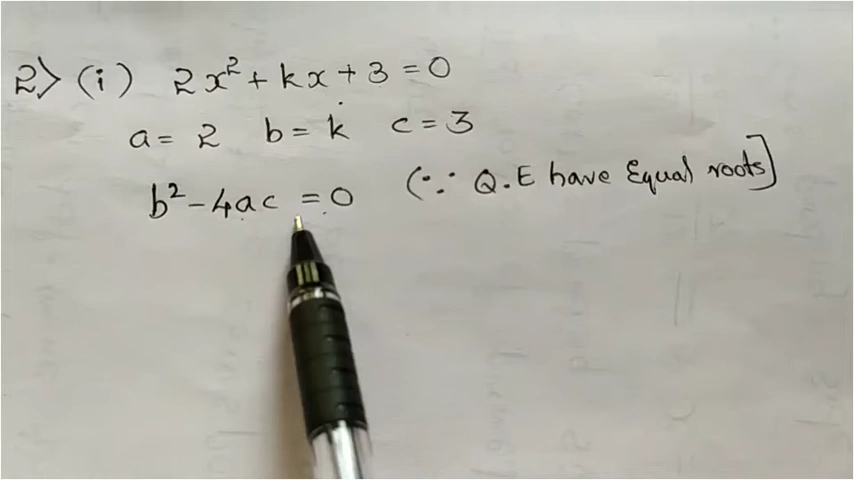 2> (i) 2x² + kx + 3 = 0
a = 2 b = k c = 3
b² - 4ac = 0 (∵ Q.E have Equal roots]